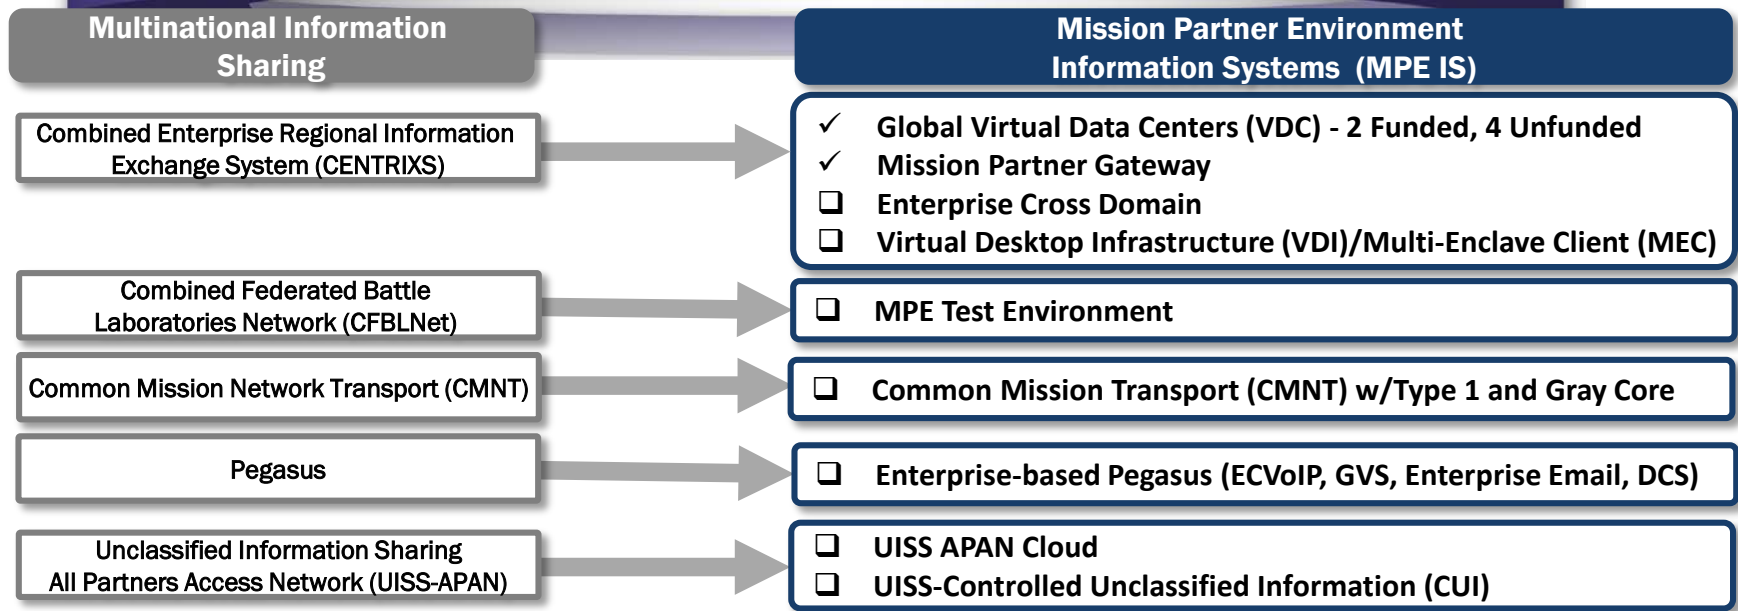 Multinational Information
Sharing
Mission Partner Environment
Information Systems (MPE IS)
Combined Enterprise Regional Information
Exchange System (CENTRIXS)
✓ Global Virtual Data Centers (VDC) - 2 Funded, 4 Unfunded
✓ Mission Partner Gateway
❑ Enterprise Cross Domain
❑ Virtual Desktop Infrastructure (VDI)/Multi-Enclave Client (MEC)
Combined Federated Battle
Laboratories Network (CFBLNet)
❑ MPE Test Environment
Common Mission Network Transport (CMNT)
❑ Common Mission Transport (CMNT) w/Type 1 and Gray Core
Pegasus
❑ Enterprise-based Pegasus (ECVoIP, GVS, Enterprise Email, DCS)
Unclassified Information Sharing
All Partners Access Network (UISS-APAN)
❑ UISS APAN Cloud
❑ UISS-Controlled Unclassified Information (CUI)